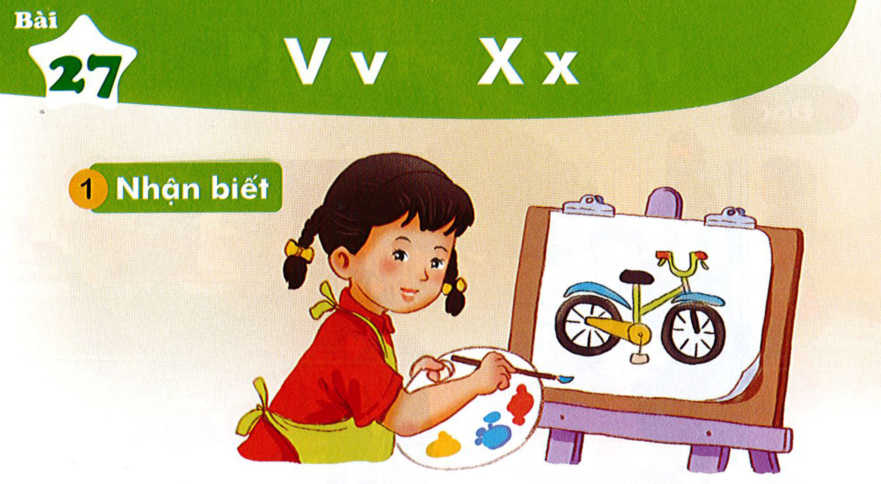 Bài
27
V v X x
1 Nhận biết